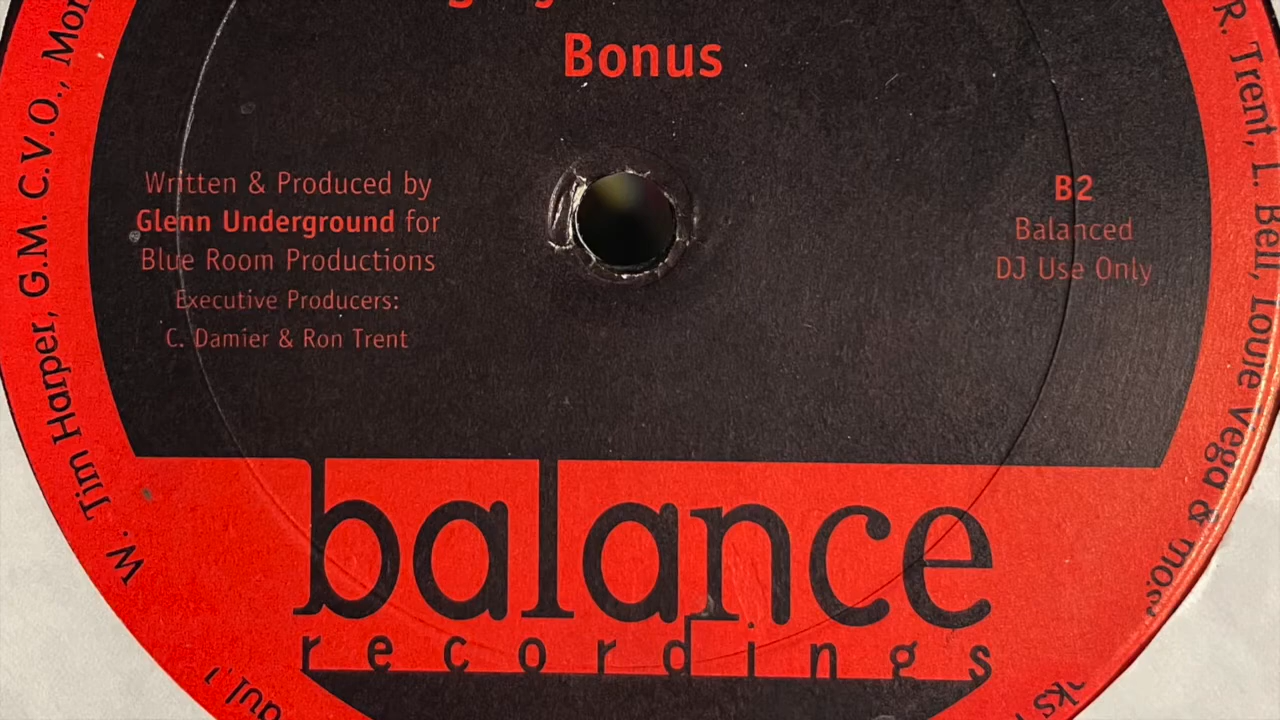 Bonus
Written & Produced by
Glenn Underground for
Blue Room Productions
Executive Producers:
C. Damier & Ron Trent
B2
Balanced
DJ Use Only
balance
recordings
W. Tim Harper, G.M. C.V.O.,
R. Trent, L. Bell, Louie Vega &